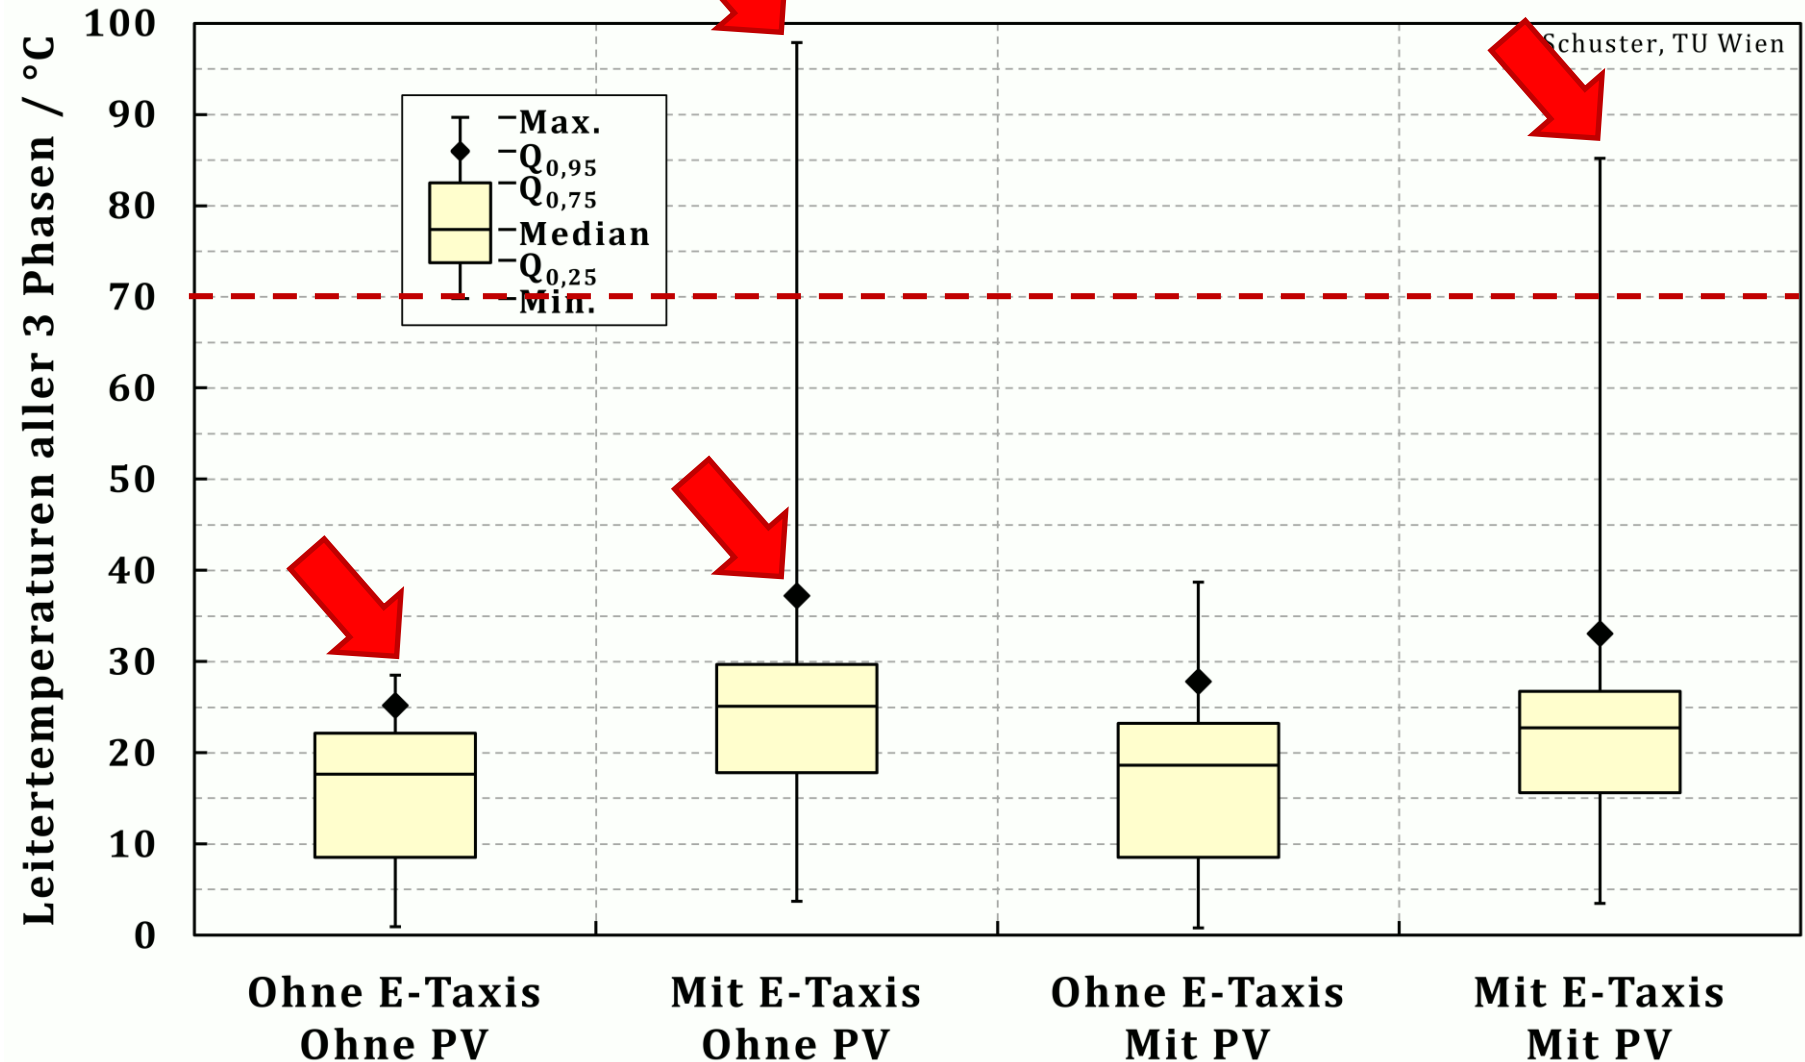 Leitertemperaturen aller 3 Phasen / °C
100
90
80
70
60
50
40
30
20
10
0
Schuster, TU Wien
Max.
Q0,95
Q0,75
Median
Q0,25
Min.
Ohne E-Taxis
Ohne PV
Mit E-Taxis
Ohne PV
Ohne E-Taxis
Mit PV
Mit E-Taxis
Mit PV